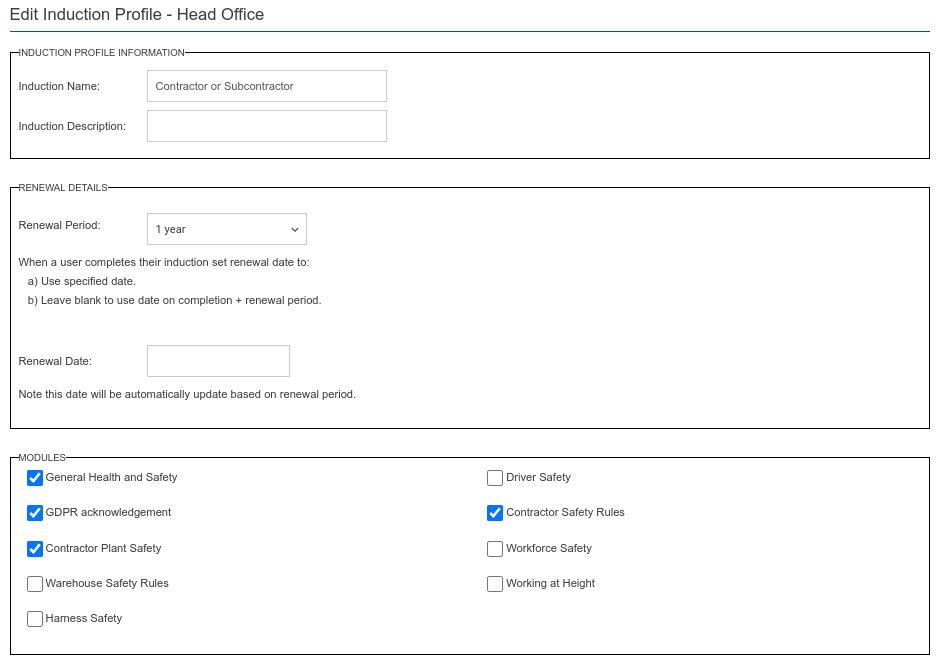 Edit Induction Profile - Head Office
INDUCTION PROFILE INFORMATION
Induction Name: Contractor or Subcontractor
Induction Description:
RENEWAL DETAILS
Renewal Period: 1 year
When a user completes their induction set renewal date to:
a) Use specified date.
b) Leave blank to use date on completion + renewal period.
Renewal Date:
Note this date will be automatically update based on renewal period.
MODULES
General Health and Safety Driver Safety
GDPR acknowledgement Contractor Safety Rules
Contractor Plant Safety Workforce Safety
Warehouse Safety Rules Working at Height
Harness Safety